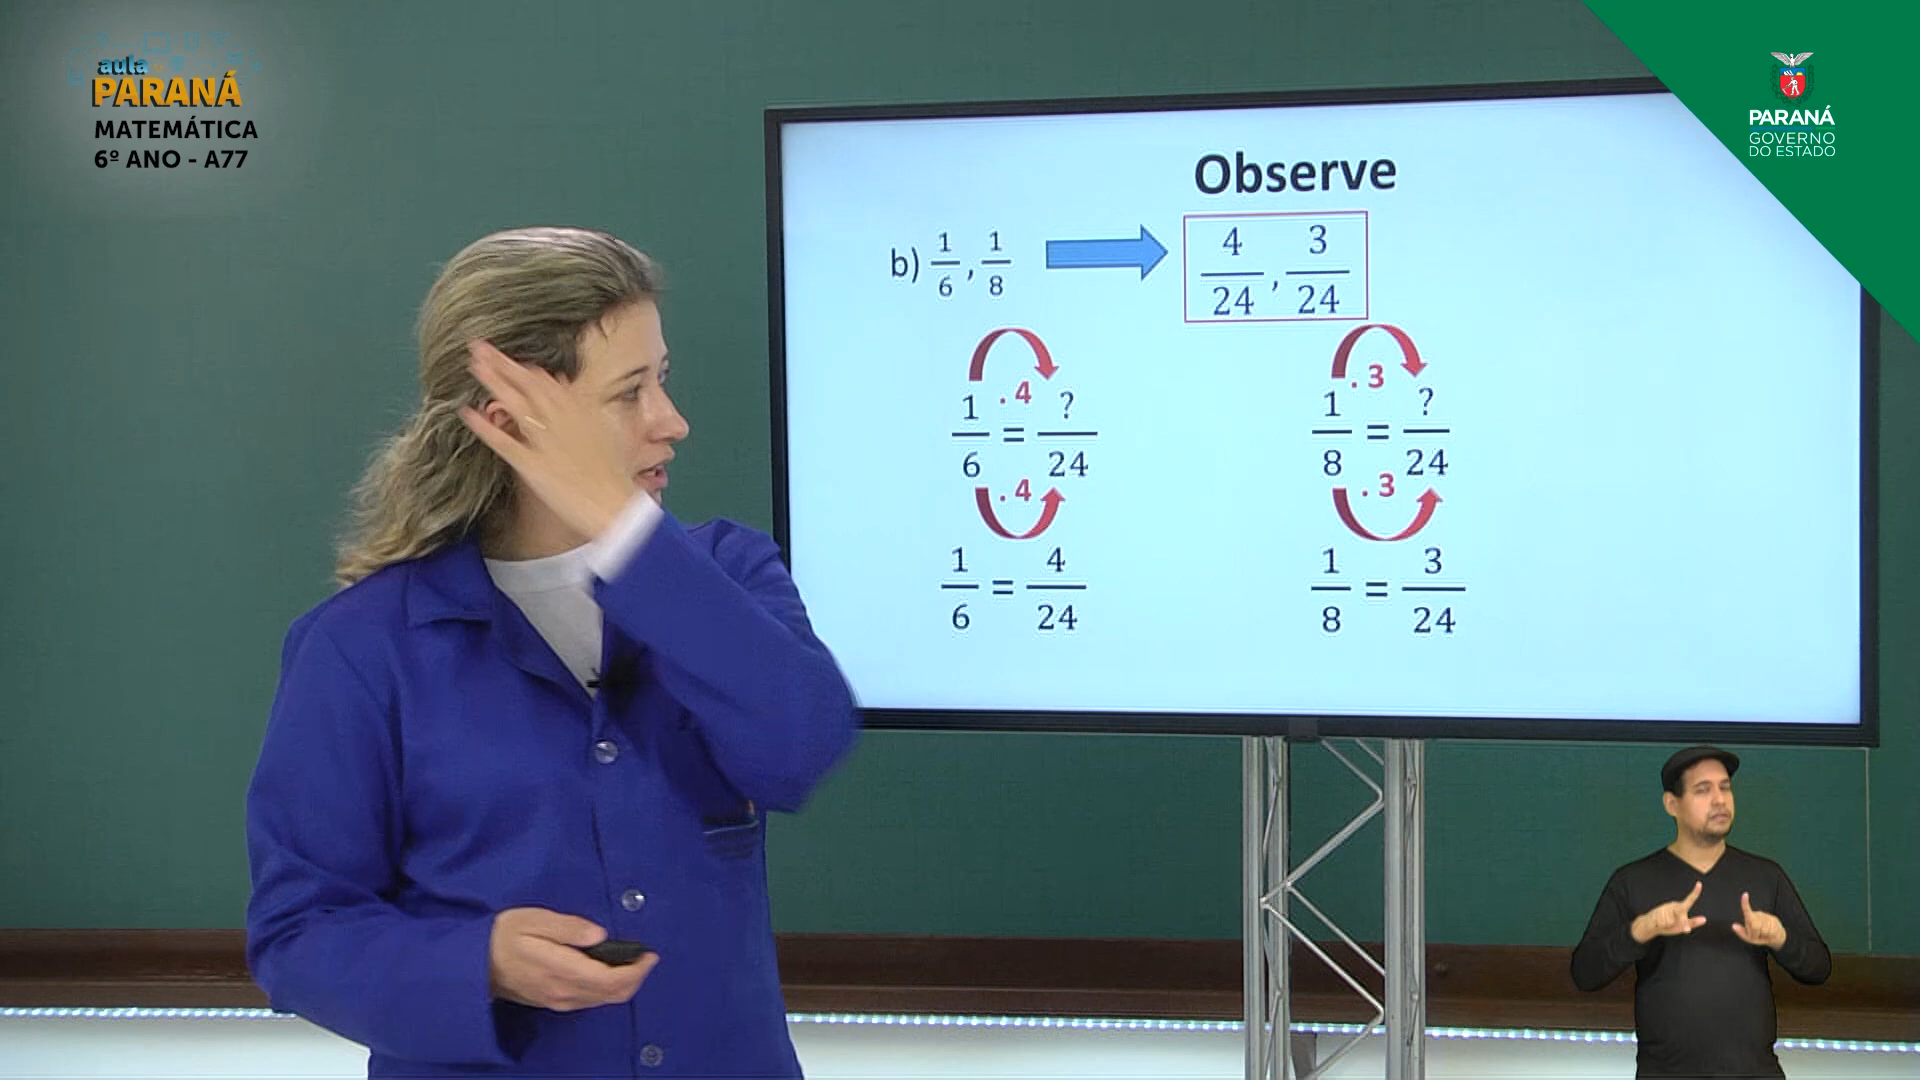 aula
PARANÁ
MATEMÁTICA
6º ANO - A77
PARANÁ
GOVERNO
DO ESTADO
Observe
b) 1/6 , 1/8
4/24 , 3/24
. 4
1/6 = ?/24
. 4
1/6 = 4/24
. 3
1/8 = ?/24
. 3
1/8 = 3/24